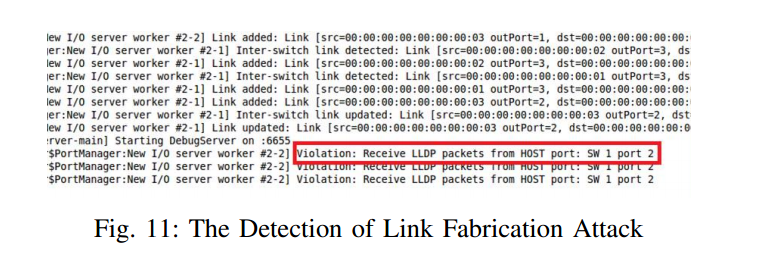 New I/O server worker #2-2] Link added: Link [src=00:00:00:00:00:00:00:03 outPort=1, dst=00:00:00:00:00:00:
ger:New I/O server worker #2-1] Inter-switch link detected: Link [src=00:00:00:00:00:00:00:02 outPort=3, ds
New I/O server worker #2-1] Link added: Link [src=00:00:00:00:00:00:00:02 outPort=3, dst=00:00:00:00:00:00:
ger:New I/O server worker #2-1] Inter-switch link detected: Link [src=00:00:00:00:00:00:00:01 outPort=3, ds
New I/O server worker #2-1] Link added: Link [src=00:00:00:00:00:00:00:01 outPort=3, dst=00:00:00:00:00:00:
New I/O server worker #2-1] Link added: Link [src=00:00:00:00:00:00:00:03 outPort=2, dst=00:00:00:00:00:00:
ger:New I/O server worker #2-1] Inter-switch link updated: Link [src=00:00:00:00:00:00:00:03 outPort=2, dst
New I/O server worker #2-1] Link updated: Link [src=00:00:00:00:00:00:00:03 outPort=2, dst=00:00:00:00:00:0
erver-main] Starting DebugServer on :6655
r$PortManager:New I/O server worker #2-2] Violation: Receive LLDP packets from HOST port: SW 1 port 2
r$PortManager:New I/O server worker #2-2] Violation: Receive LLDP packets from HOST port: SW 1 port 2
r$PortManager:New I/O server worker #2-2] Violation: Receive LLDP packets from HOST port: SW 1 port 2
Fig. 11: The Detection of Link Fabrication Attack